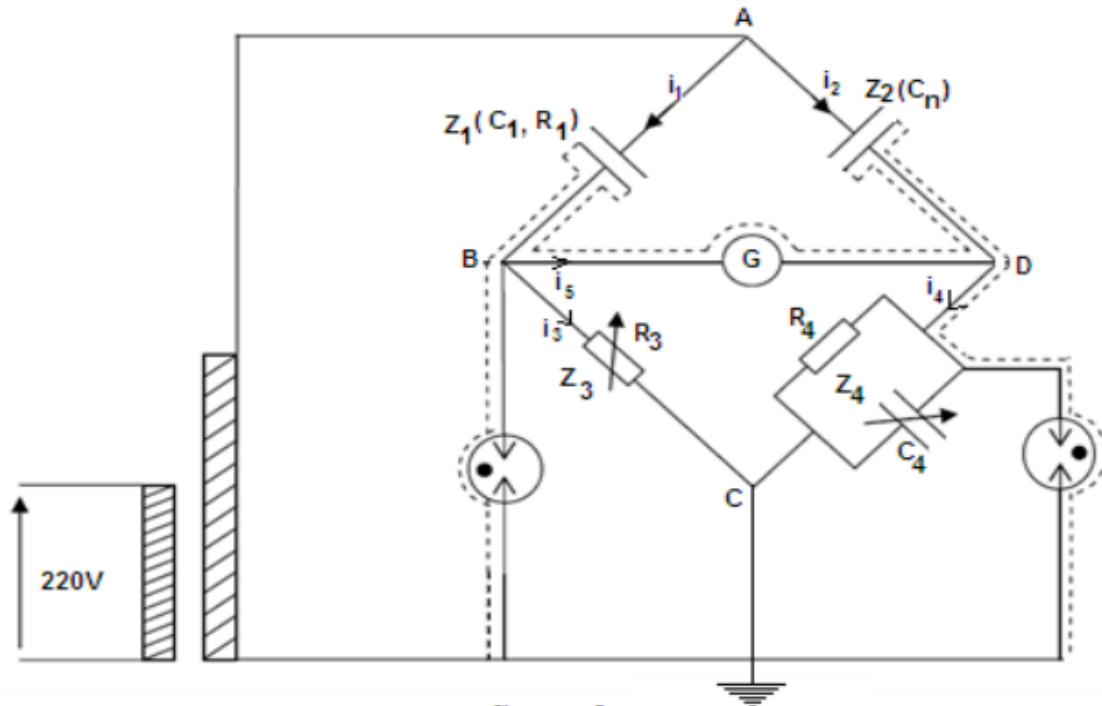 A
i1
i2
Z2(Cn)
Z1(C1, R1)
B
G
D
i5
i4
i3
R3
R4
Z3
Z4
C4
C
220V